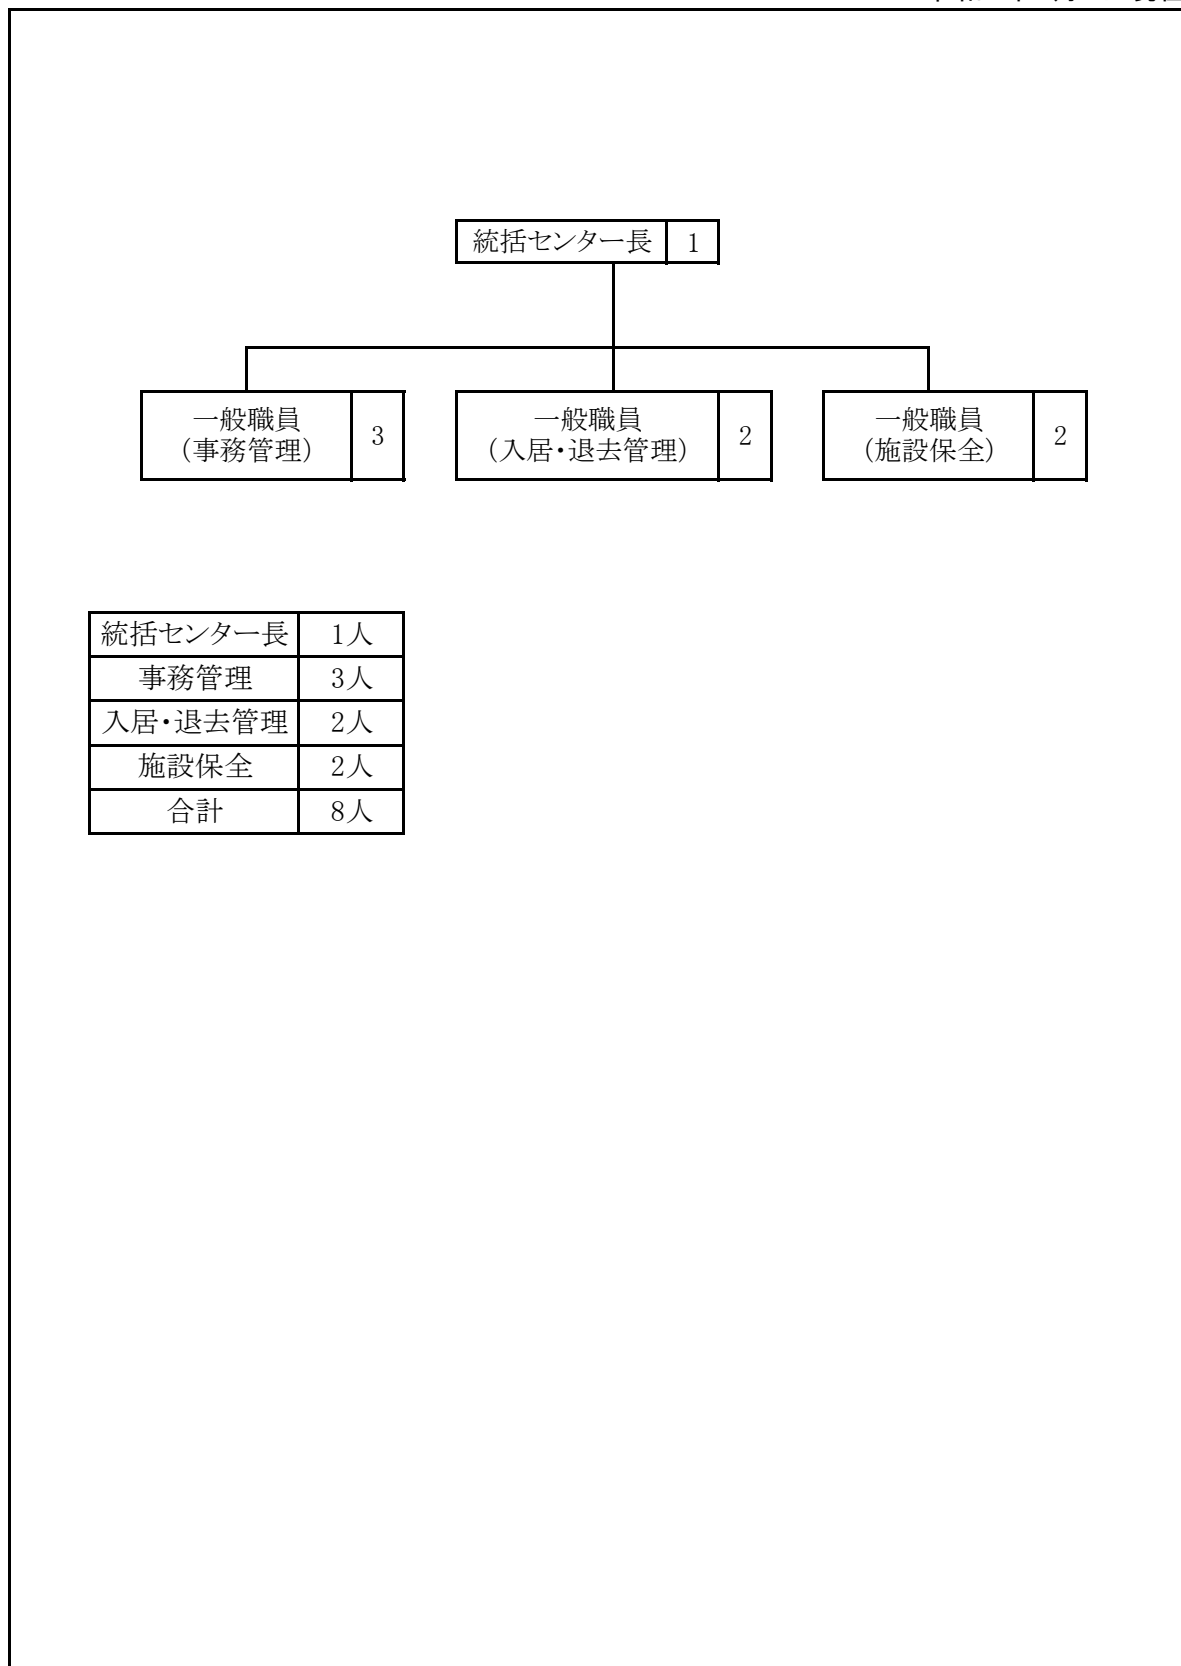 統括センター長 1
一般職員
（事務管理）
3
一般職員
（入居・退去管理）
2
一般職員
（施設保全）
2
統括センター長 1人
事務管理 3人
入居・退去管理 2人
施設保全 2人
合計 8人